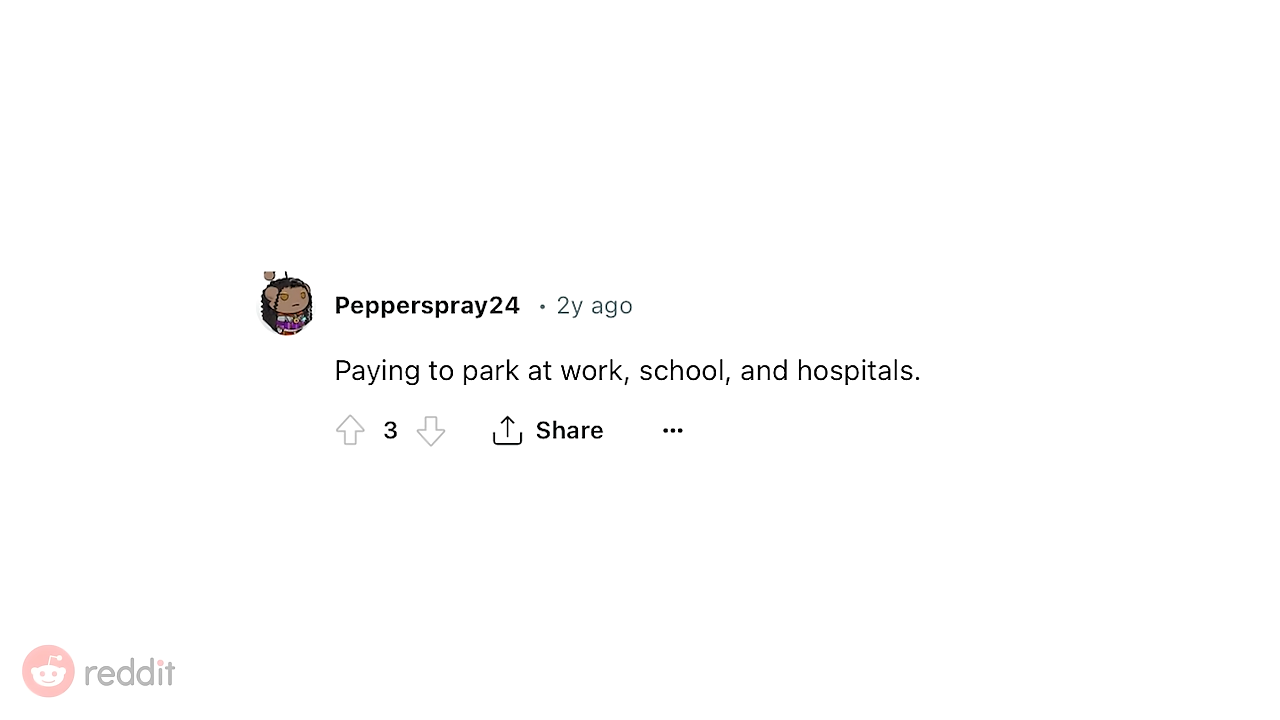 Pepperspray24 • 2y ago
Paying to park at work, school, and hospitals.
3 Share ...
reddit